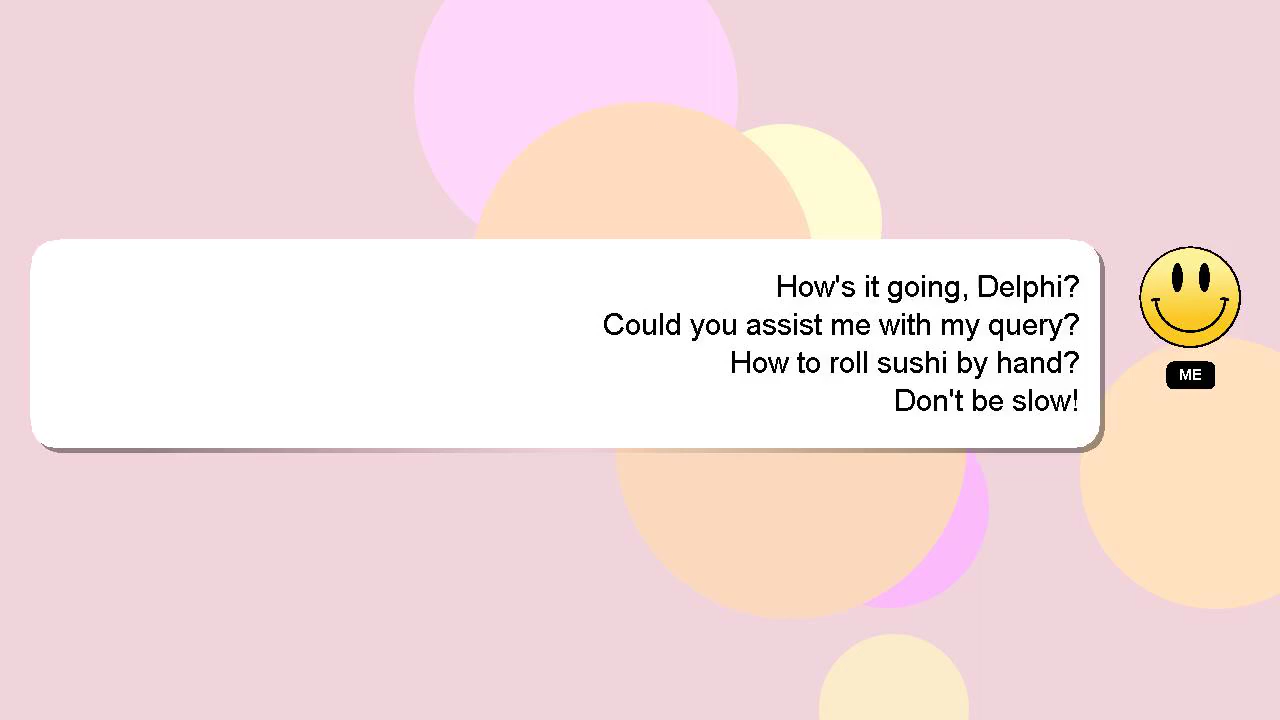 How's it going, Delphi?
Could you assist me with my query?
How to roll sushi by hand?
Don't be slow!
ME